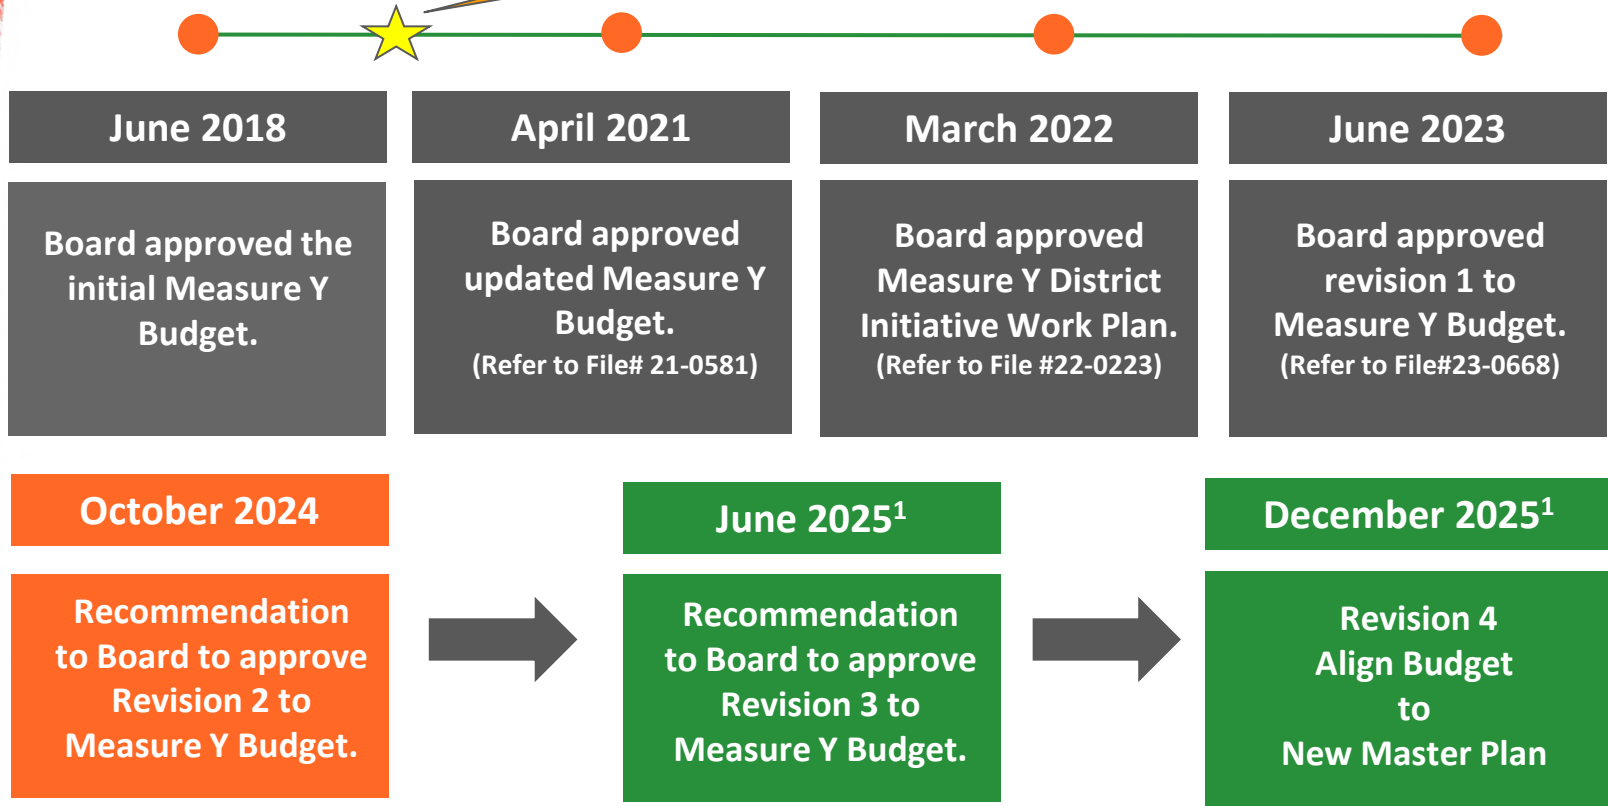 June 2018
April 2021
March 2022
June 2023
Board approved the
initial Measure Y
Budget.
Board approved
updated Measure Y
Budget.
(Refer to File# 21-0581)
Board approved
Measure Y District
Initiative Work Plan.
(Refer to File #22-0223)
Board approved
revision 1 to
Measure Y Budget.
(Refer to File#23-0668)
October 2024
June 2025¹
December 2025¹
Recommendation
to Board to approve
Revision 2 to
Measure Y Budget.
Recommendation
to Board to approve
Revision 3 to
Measure Y Budget.
Revision 4
Align Budget
to
New Master Plan